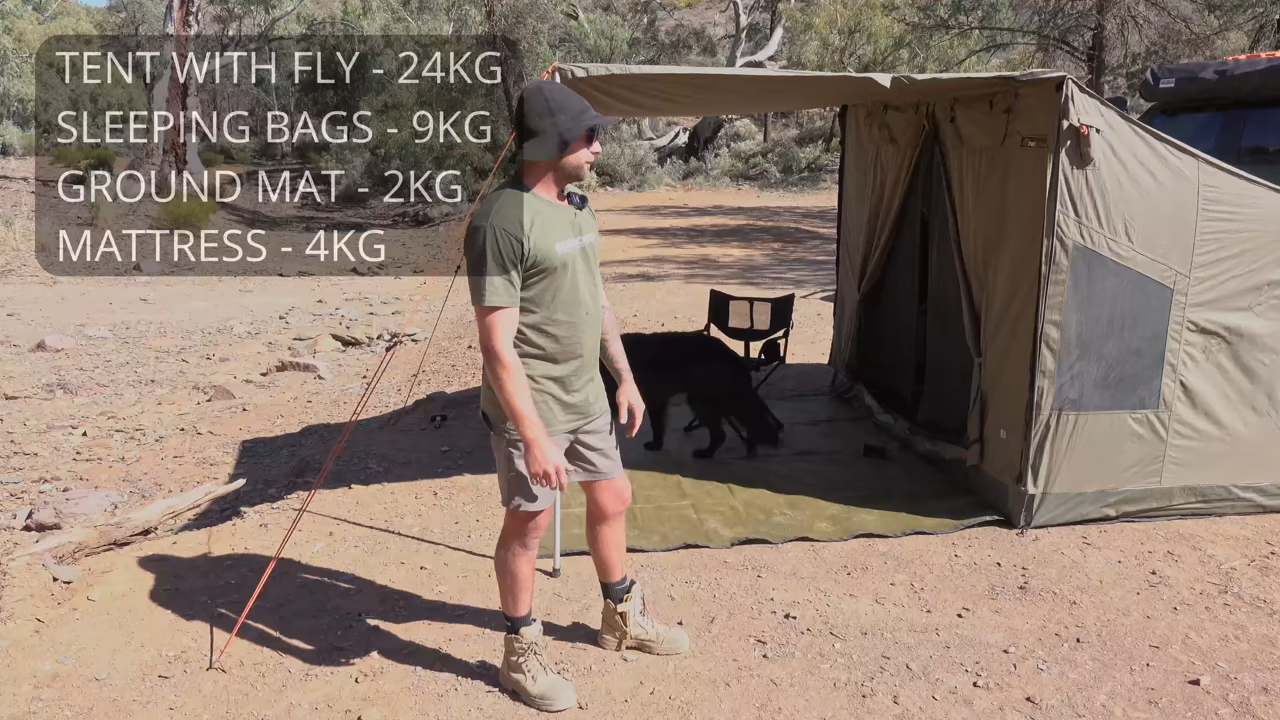 TENT WITH FLY - 24KG
SLEEPING BAGS - 9KG
GROUND MAT - 2KG
MATTRESS - 4KG